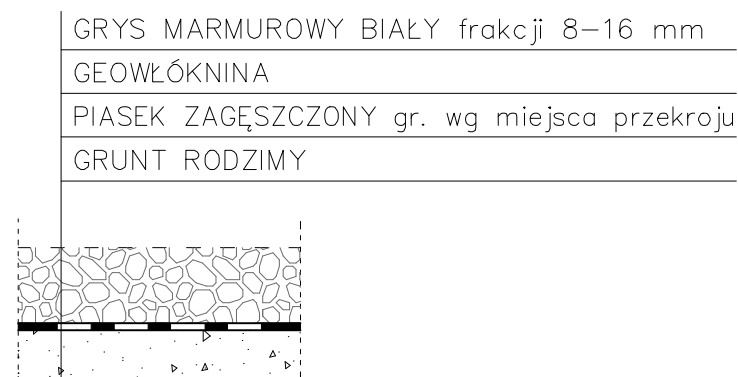 GRYS MARMUROWY BIAŁY frakcji 8-16 mm
GEOWŁÓKNINA
PIASEK ZAGĘSZCZONY gr. wg miejsca przekroju
GRUNT RODZIMY